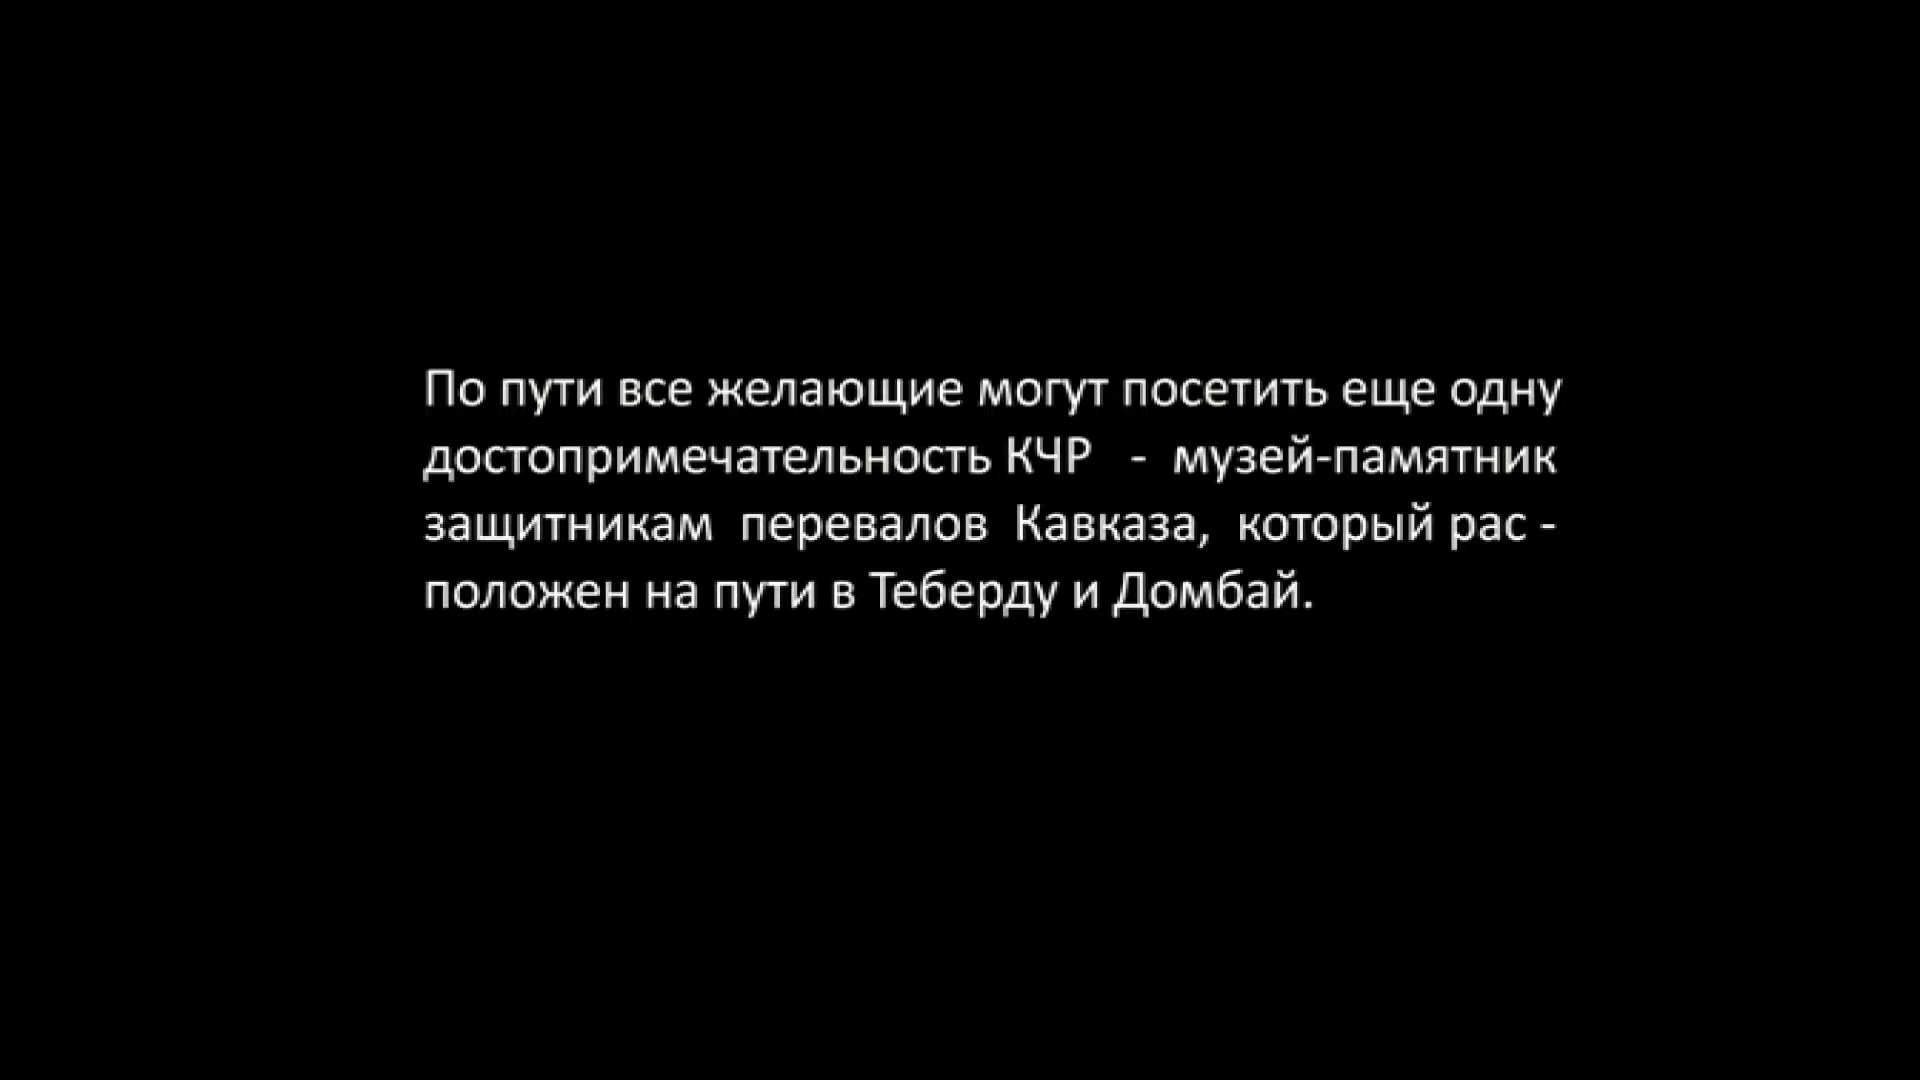 По пути все желающие могут посетить еще одну
достопримечательность КЧР - музей-памятник
защитникам перевалов Кавказа, который рас -
положен на пути в Теберду и Домбай.